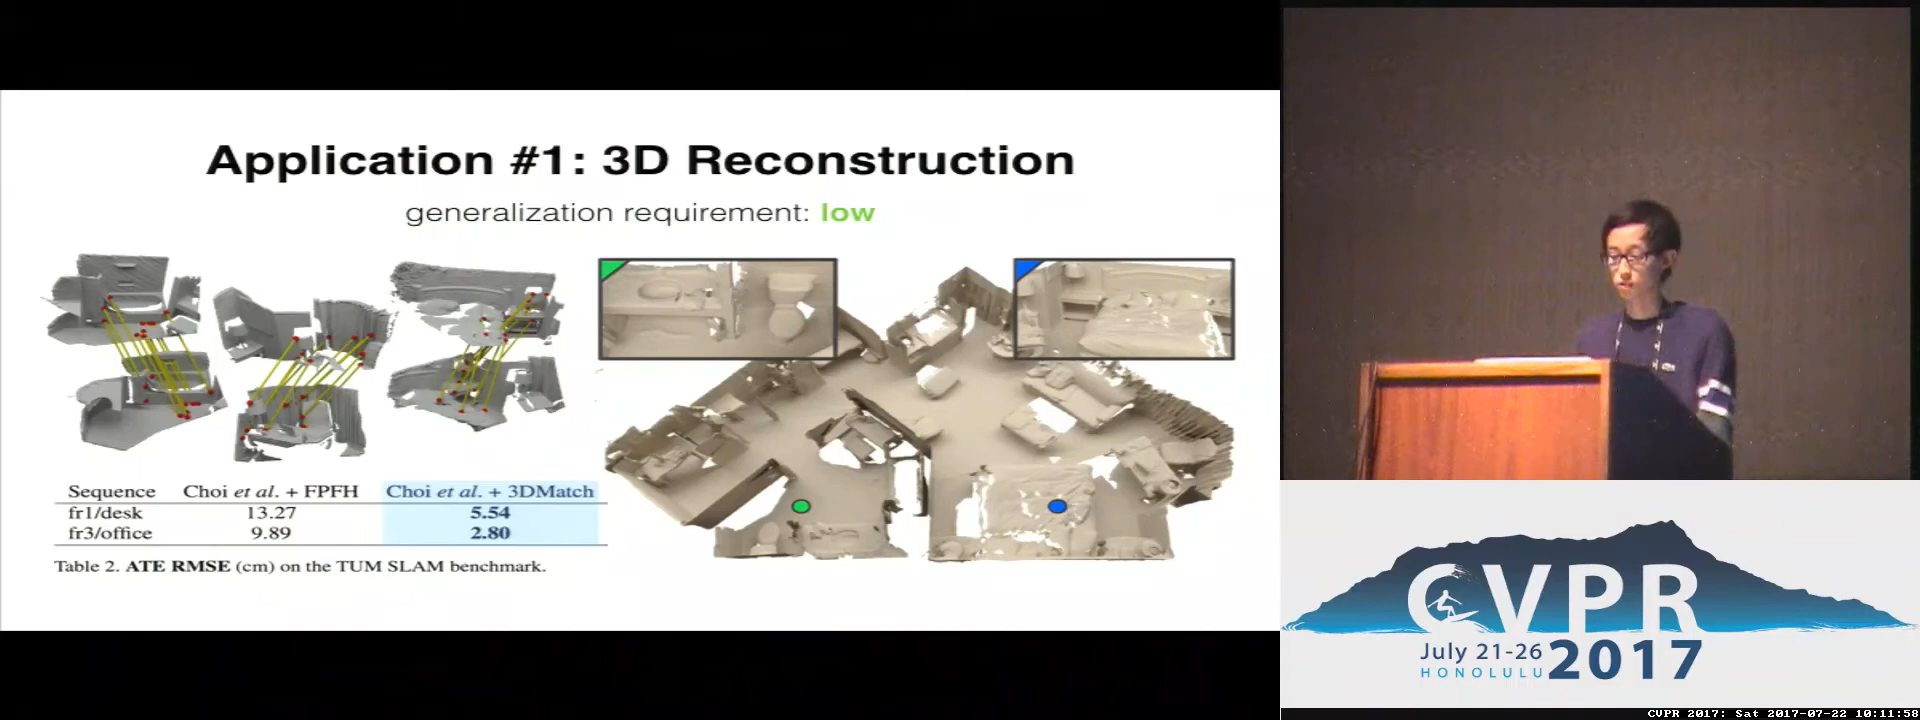 Application #1: 3D Reconstruction
generalization requirement: low
Sequence Choi et al. + FPFH Choi et al. + 3DMatch
fr1/desk 13.27 5.54
fr3/office 9.89 2.80
Table 2. ATE RMSE (cm) on the TUM SLAM benchmark.
CVPR
July 21-26
HONOLULU
2017
CVPR 2017: Sat 2017-07-22 10:11:58